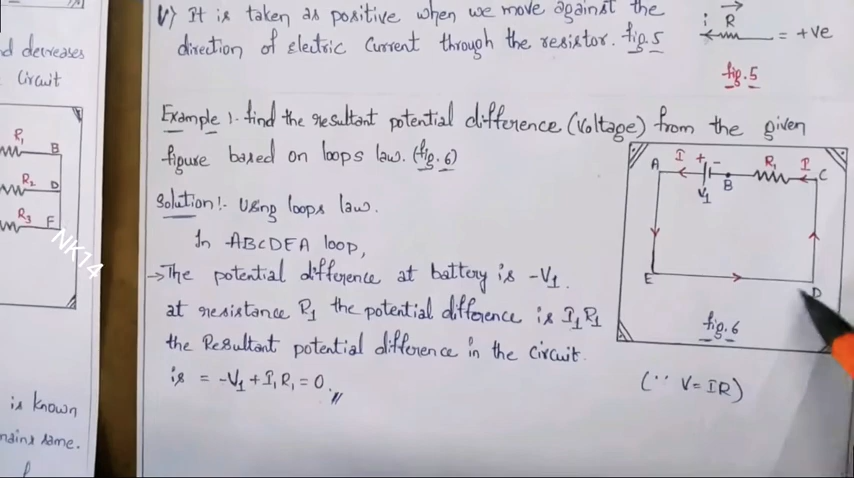 d decreases
Circuit
R1 B
R2 D
R3 F
NK14
is known
mains same.
V) It is taken as positive when we move against the
direction of electric current through the resistor. fig.5
i R
= +ve
fig.5
Example 1. find the resultant potential difference (Voltage) from the given
figure based on loops law. (fig.6)
Solution:- Using loops law.
In ABCDEA loop,
→The potential difference at battery is -V1.
at resistance R1 the potential difference is I1R1
the Resultant potential difference in the circuit.
is = -V1 + I1R1 = 0.
A I + - R1 I C
V1 B
E D
fig.6
(∵ V=IR)